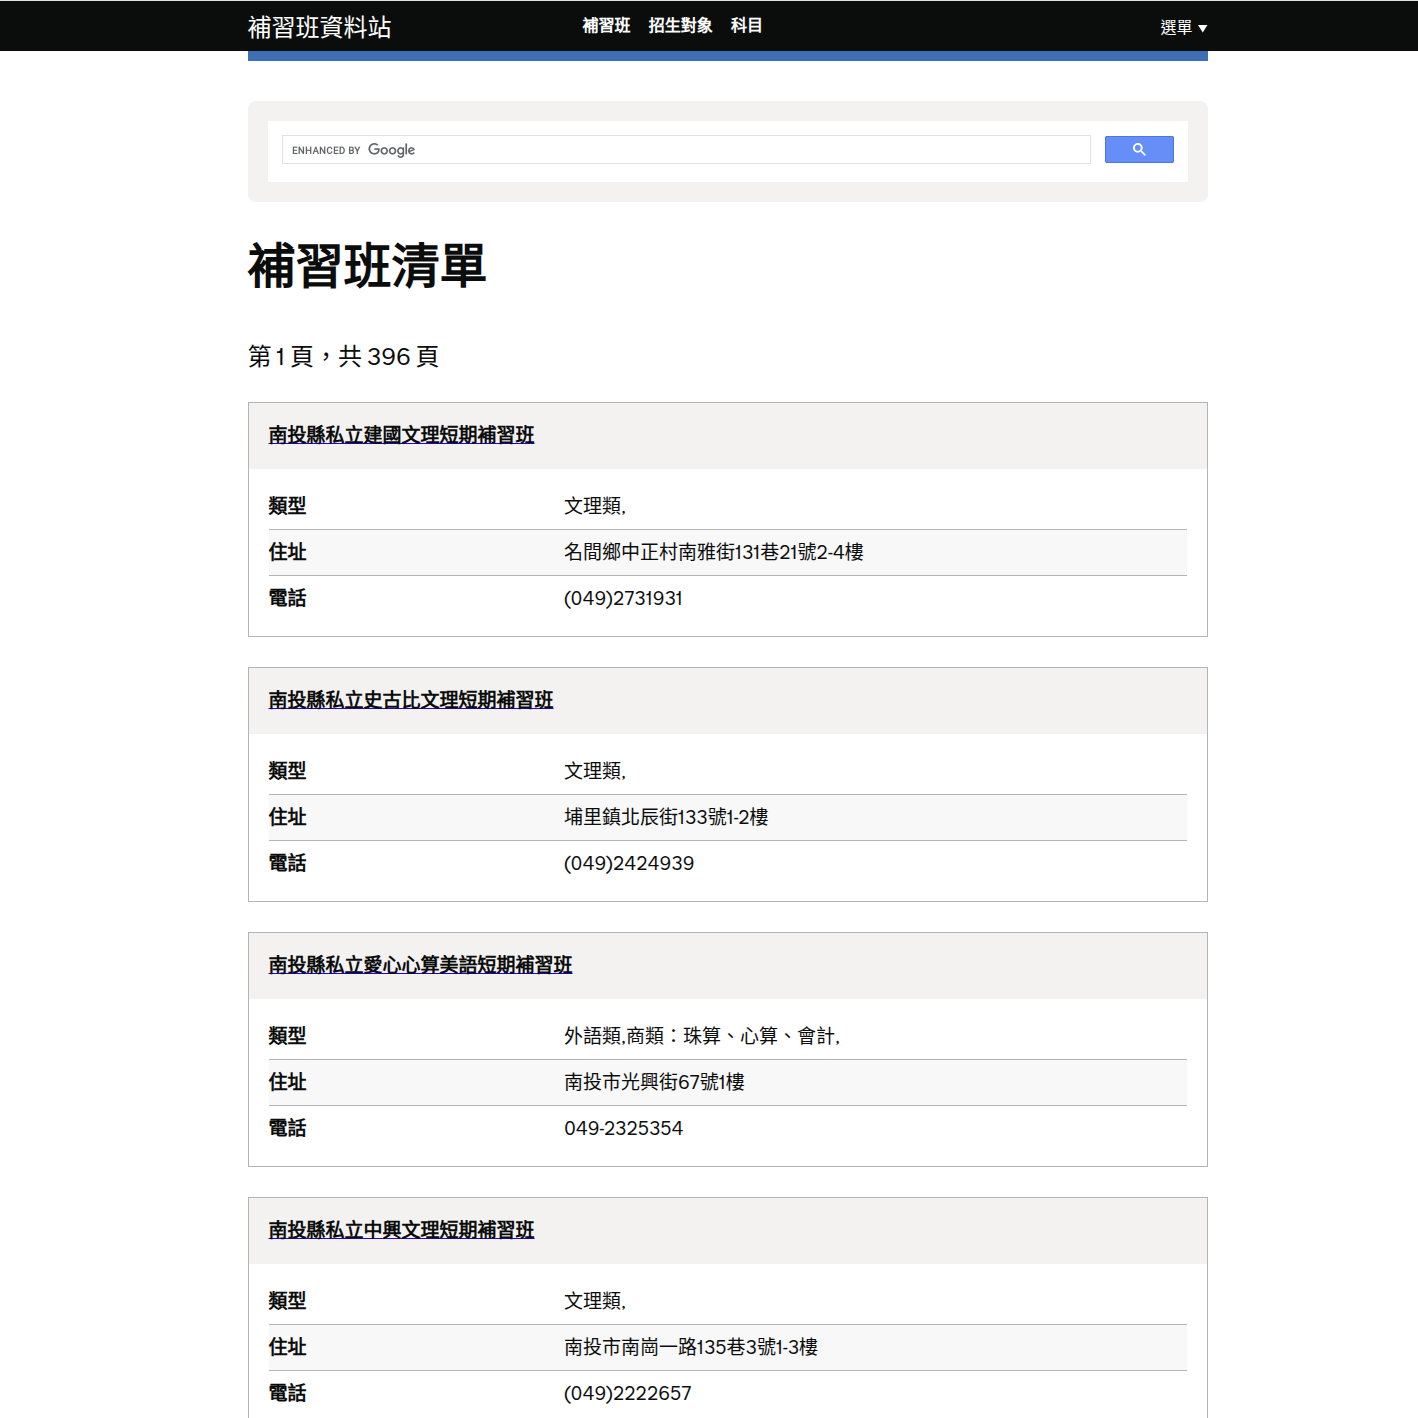 補習班資料站
補習班 招生對象 科目
選單 ▼
ENHANCED BY Google
補習班清單
第 1 頁，共 396 頁
南投縣私立建國文理短期補習班
類型 文理類,
住址 名間鄉中正村南雅街131巷21號2-4樓
電話 (049)2731931
南投縣私立史古比文理短期補習班
類型 文理類,
住址 埔里鎮北辰街133號1-2樓
電話 (049)2424939
南投縣私立愛心心算美語短期補習班
類型 外語類,商類：珠算、心算、會計,
住址 南投市光興街67號1樓
電話 049-2325354
南投縣私立中興文理短期補習班
類型 文理類,
住址 南投市南崗一路135巷3號1-3樓
電話 (049)2222657